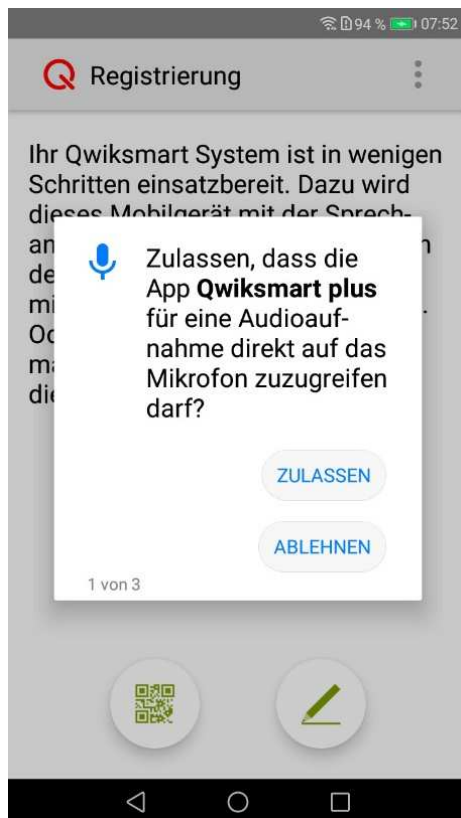 94 % 07:52
Registrierung
Ihr Qwiksmart System ist in wenigen
Schritten einsatzbereit. Dazu wird
dieses Mobilgerät mit der Sprech-
Zulassen, dass die
App Qwiksmart plus
für eine Audioauf-
nahme direkt auf das
Mikrofon zuzugreifen
darf?
ZULASSEN
ABLEHNEN
1 von 3